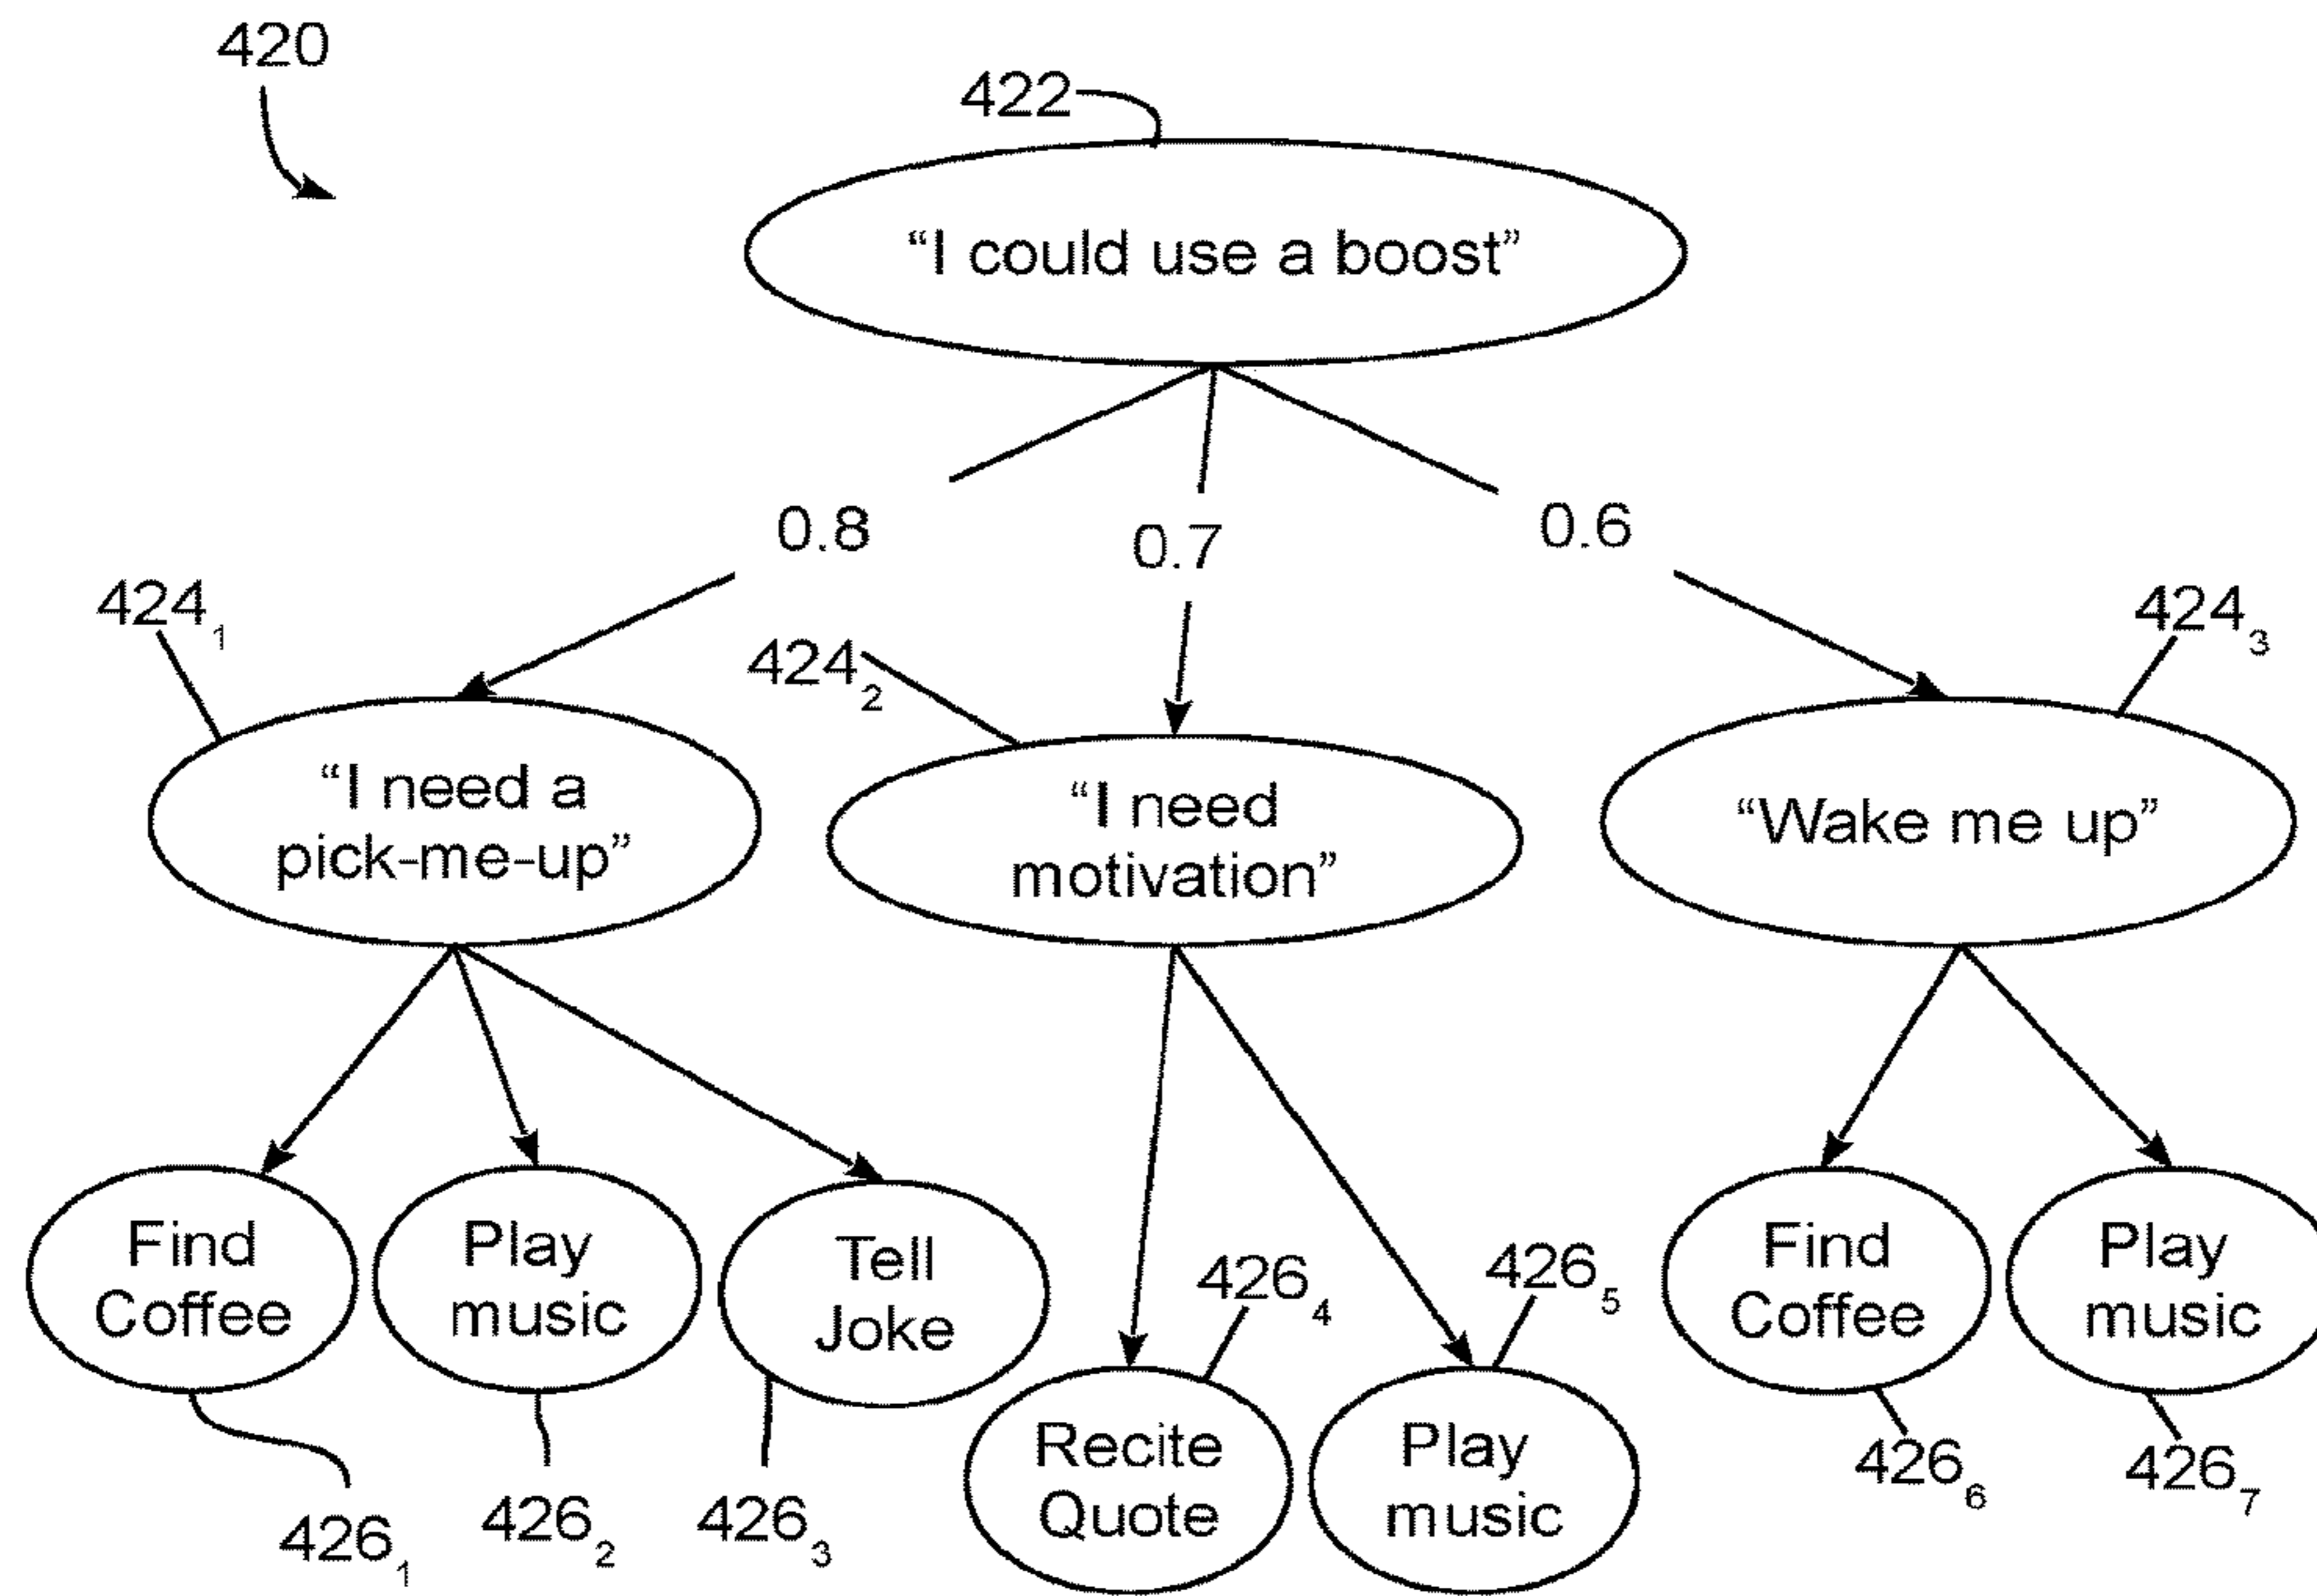 420
422
“I could use a boost”
0.8
0.7
0.6
424₁
424₂
424₃
“I need a
pick-me-up”
“I need
motivation”
“Wake me up”
Find
Coffee
Play
music
Tell
Joke
426₄
426₅
Find
Coffee
Play
music
Recite
Quote
Play
music
426₁
426₂
426₃
426₆
426₇